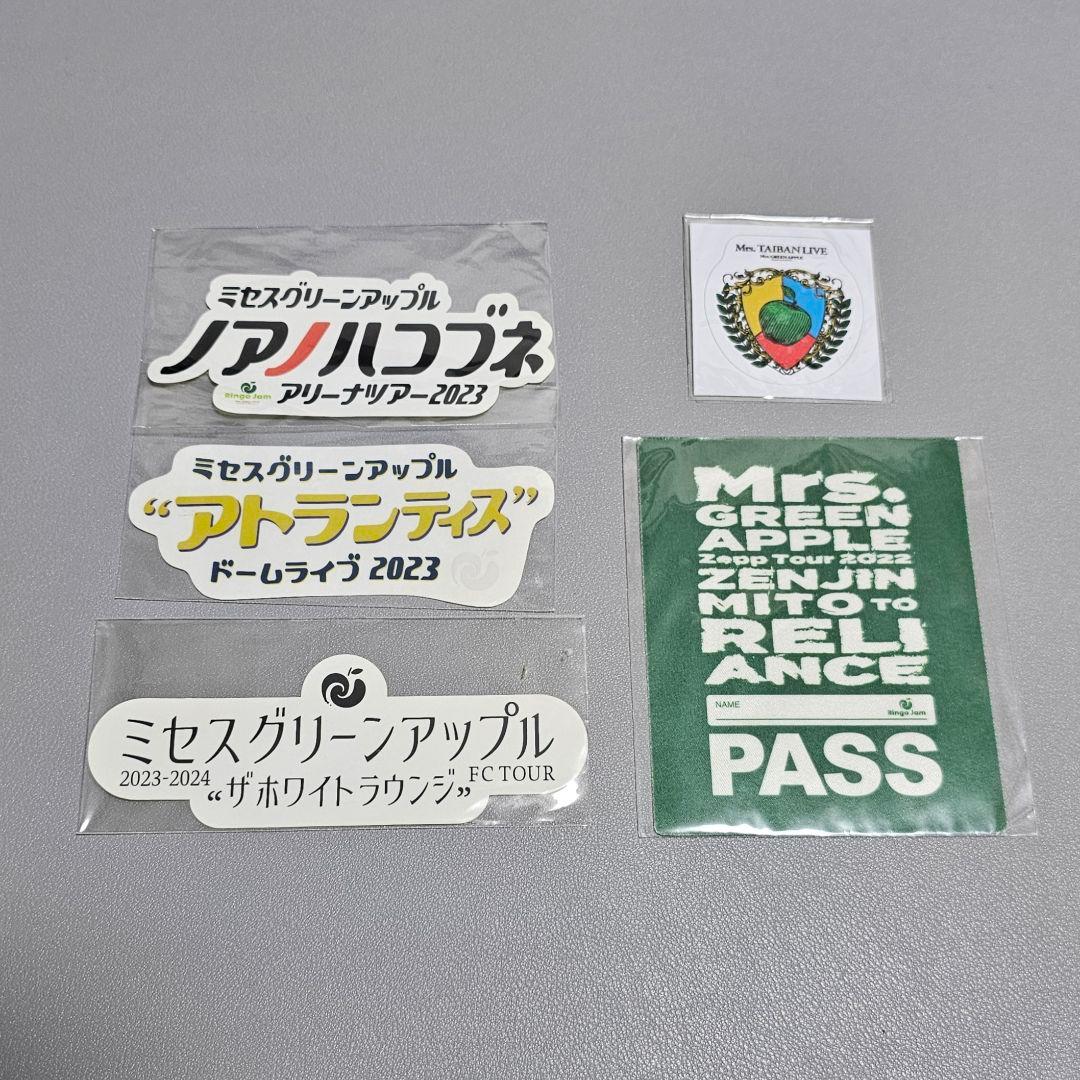 ミセスグリーンアップル
ノアノハコブネ
Ringo Jam
アリーナツアー2023
ミセスグリーンアップル
“アトランティス”
ドームライブ 2023
ミセスグリーンアップル
2023-2024 “ザホワイトラウンジ” FC TOUR
Mrs. TAIBAN LIVE
Mrs. GREEN APPLE
Mrs.
GREEN
APPLE
Zepp Tour 2022
ZENJIN
MITO TO
RELI
ANCE
NAME
Ringo Jam
PASS